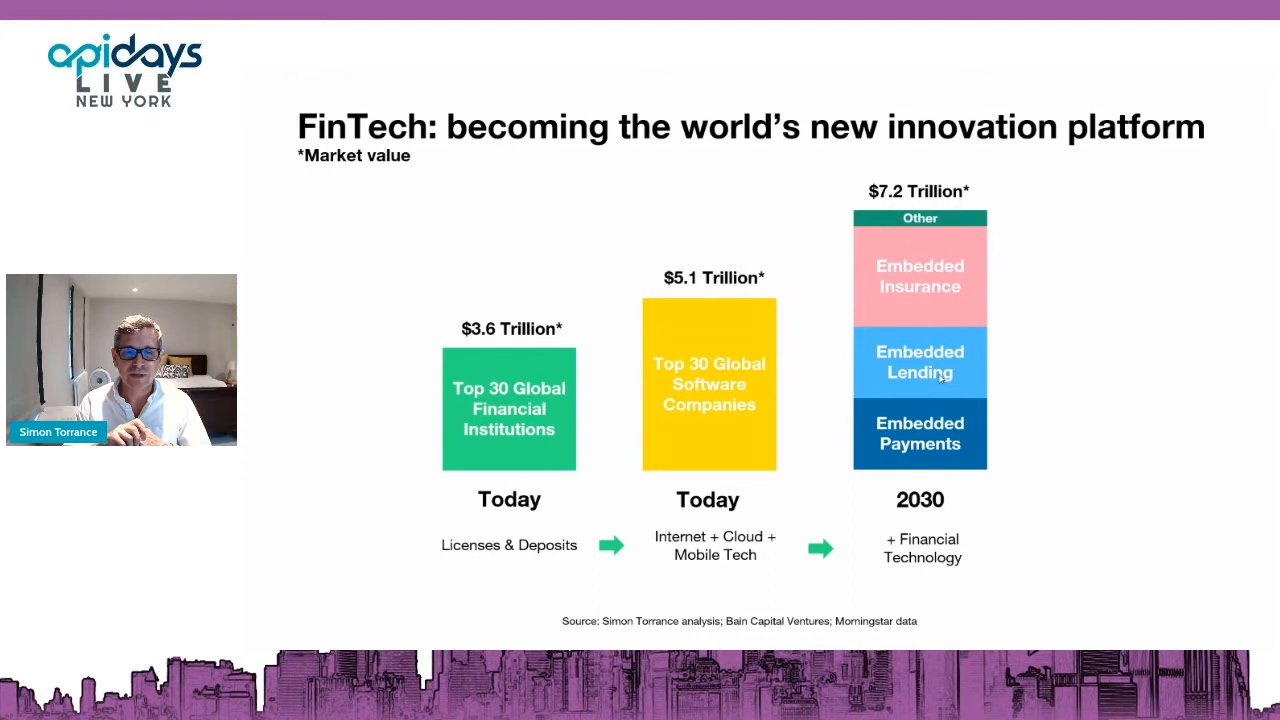 apidays
LIVE
NEW YORK
FinTech: becoming the world's new innovation platform
*Market value
$3.6 Trillion*
Top 30 Global
Financial
Institutions
Today
Licenses & Deposits
$5.1 Trillion*
Top 30 Global
Software
Companies
Today
Internet + Cloud +
Mobile Tech
$7.2 Trillion*
Other
Embedded
Insurance
Embedded
Lending
Embedded
Payments
2030
+ Financial
Technology
Simon Torrance
Source: Simon Torrance analysis; Bain Capital Ventures; Morningstar data